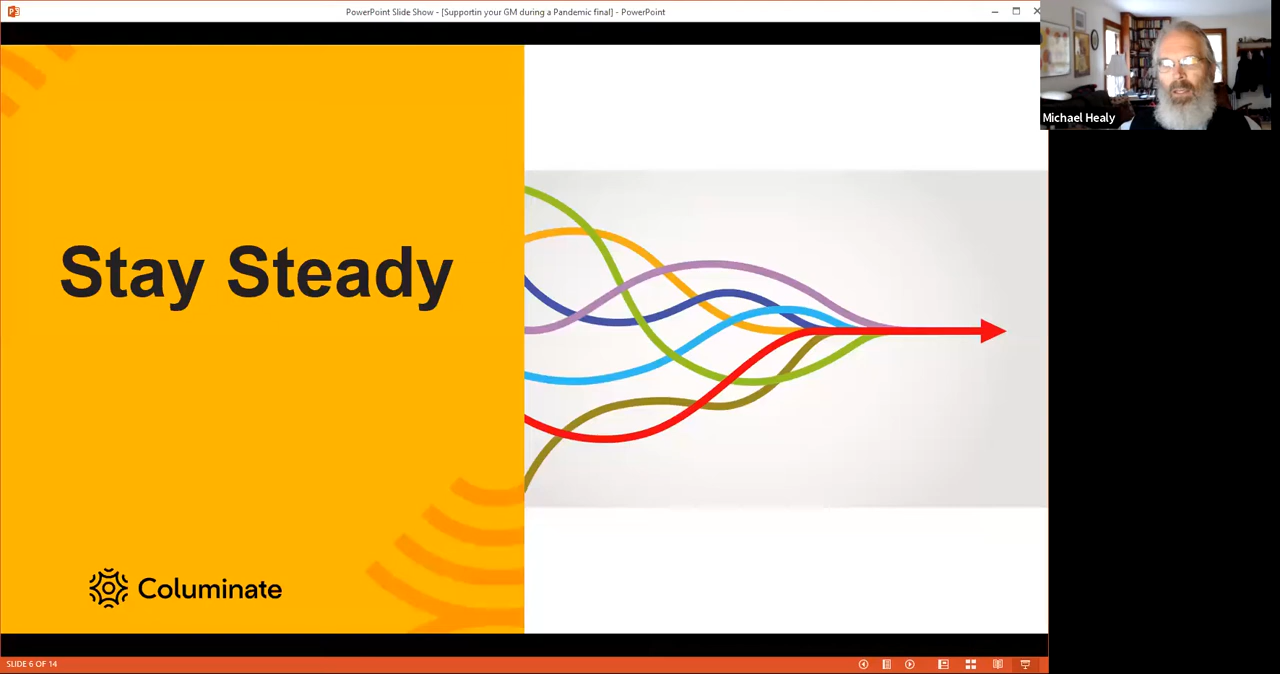 PowerPoint Slide Show - [Supportin your GM during a Pandemic final] - PowerPoint
Michael Healy
Stay Steady
Columinate
SLIDE 6 OF 14